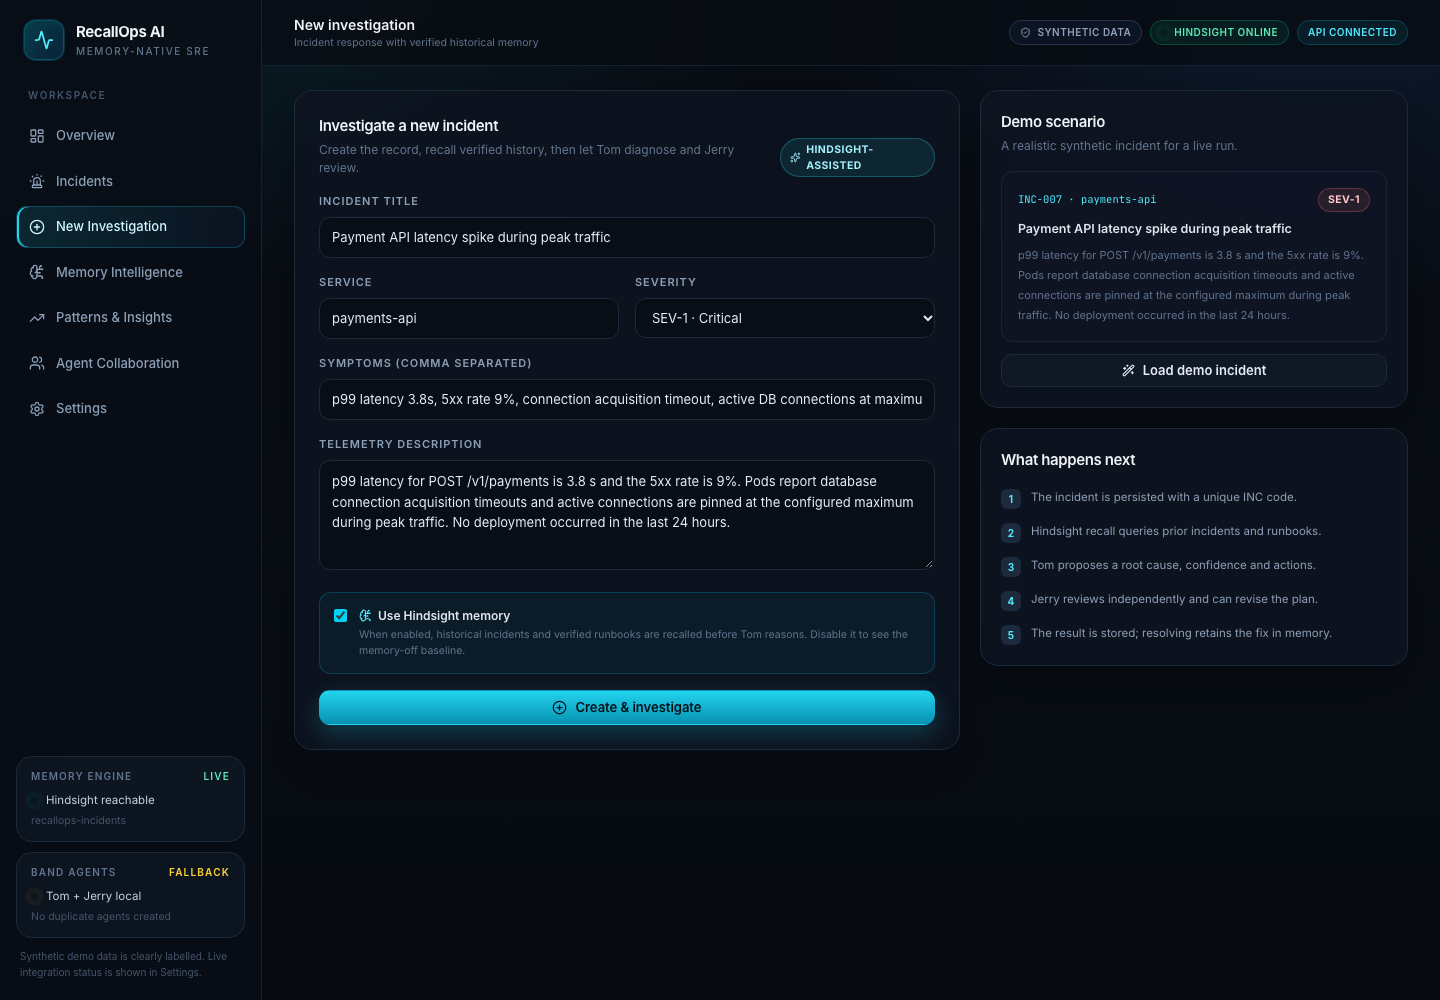 RecallOps AI
MEMORY-NATIVE SRE
WORKSPACE
Overview
Incidents
New Investigation
Memory Intelligence
Patterns & Insights
Agent Collaboration
Settings
MEMORY ENGINE LIVE
Hindsight reachable
recallops-incidents
BAND AGENTS FALLBACK
Tom + Jerry local
No duplicate agents created
Synthetic demo data is clearly labelled. Live
integration status is shown in Settings.
New investigation
Incident response with verified historical memory
SYNTHETIC DATA
HINDSIGHT ONLINE
API CONNECTED
Investigate a new incident
Create the record, recall verified history, then let Tom diagnose and Jerry
review.
HINDSIGHT-
ASSISTED
INCIDENT TITLE
Payment API latency spike during peak traffic
SERVICE
payments-api
SEVERITY
SEV-1 · Critical
SYMPTOMS (COMMA SEPARATED)
p99 latency 3.8s, 5xx rate 9%, connection acquisition timeout, active DB connections at maximu
TELEMETRY DESCRIPTION
p99 latency for POST /v1/payments is 3.8 s and the 5xx rate is 9%. Pods report database
connection acquisition timeouts and active connections are pinned at the configured maximum
during peak traffic. No deployment occurred in the last 24 hours.
Use Hindsight memory
When enabled, historical incidents and verified runbooks are recalled before Tom reasons. Disable it to see the
memory-off baseline.
Create & investigate
Demo scenario
A realistic synthetic incident for a live run.
INC-007 · payments-api
SEV-1
Payment API latency spike during peak traffic
p99 latency for POST /v1/payments is 3.8 s and the 5xx rate is 9%.
Pods report database connection acquisition timeouts and active
connections are pinned at the configured maximum during peak
traffic. No deployment occurred in the last 24 hours.
Load demo incident
What happens next
1 The incident is persisted with a unique INC code.
2 Hindsight recall queries prior incidents and runbooks.
3 Tom proposes a root cause, confidence and actions.
4 Jerry reviews independently and can revise the plan.
5 The result is stored; resolving retains the fix in memory.